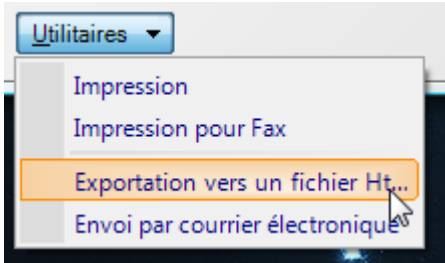 Utilitaires
Impression
Impression pour Fax
Exportation vers un fichier Ht...
Envoi par courrier électronique